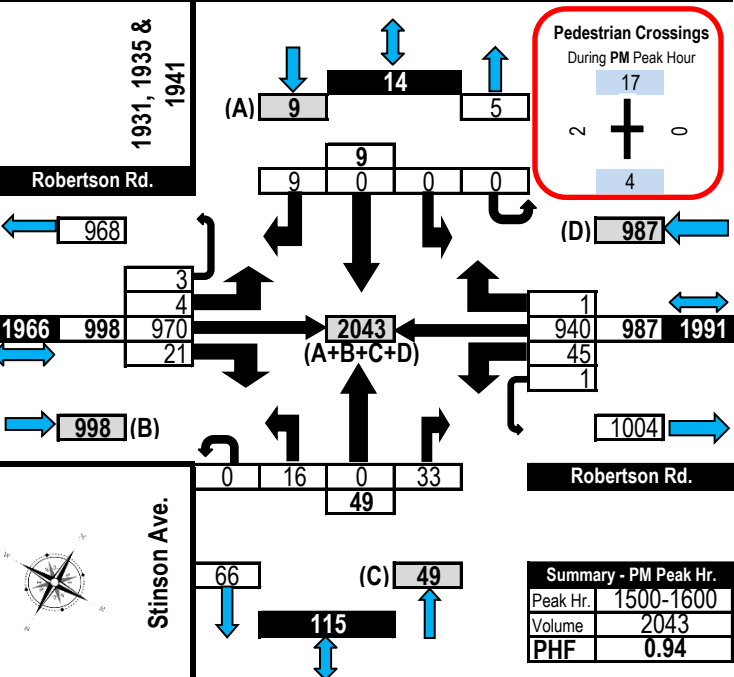 1931, 1935 &
1941
Robertson Rd.
14
(A) 9
5
Pedestrian Crossings
During PM Peak Hour
17
2
0
4
9
9 0 0 0
968
(D) 987
3
4
1966 998 970
21
2043
(A+B+C+D)
1
940 987 1991
45
1
998 (B)
1004
0 16 0 33
49
Robertson Rd.
Stinson Ave.
66
(C) 49
115
Summary - PM Peak Hr.
Peak Hr. 1500-1600
Volume 2043
PHF 0.94